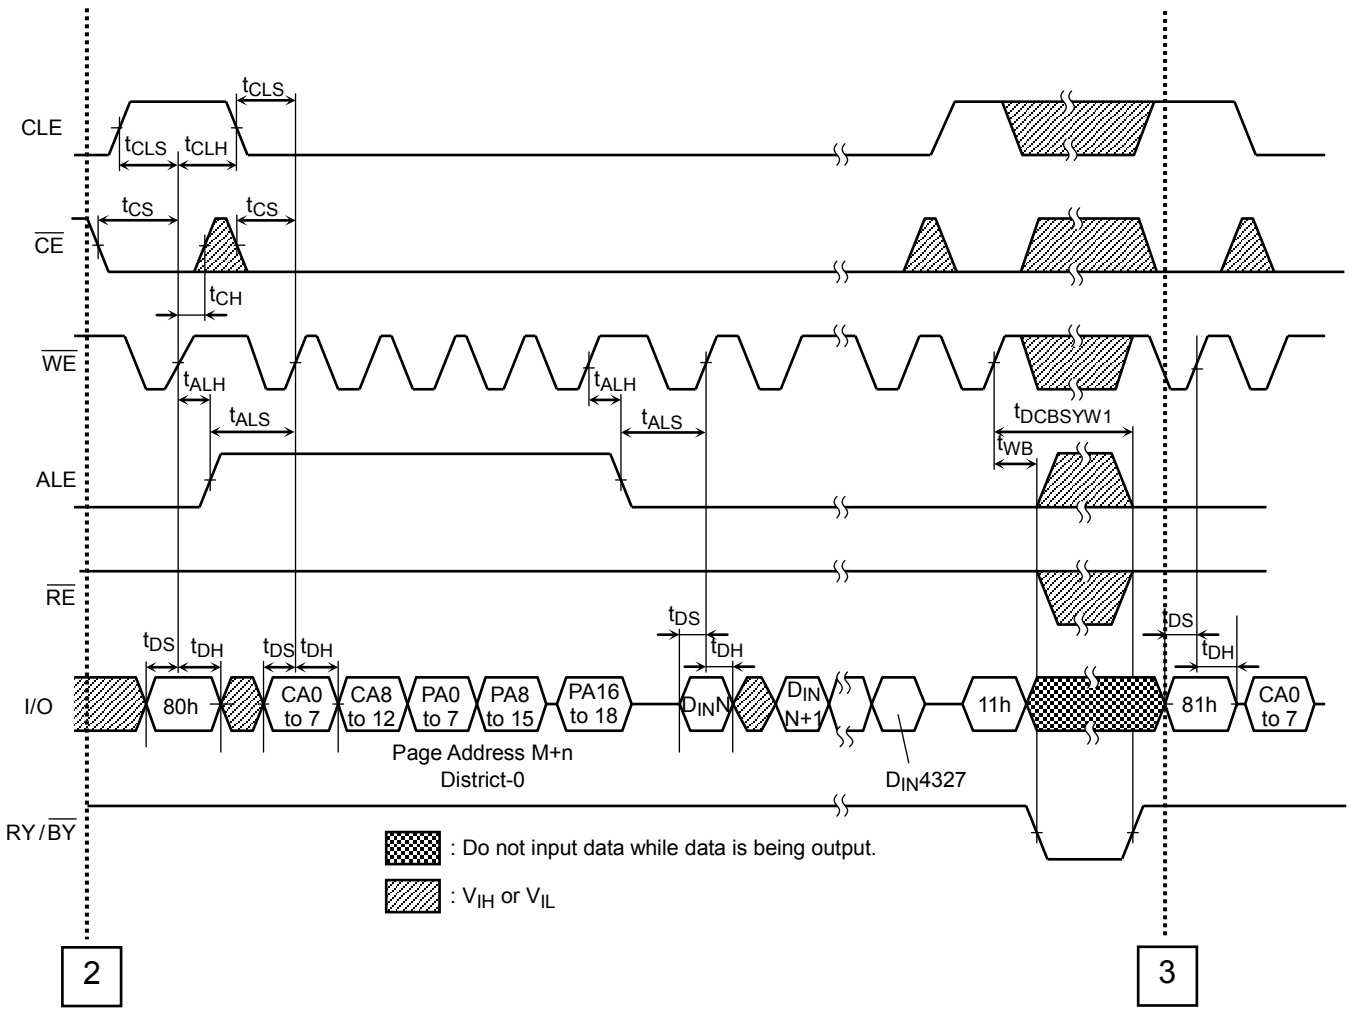 tCLS
CLE
tCLS tCLH
tCS tCS
CE
tCH
WE
tALH tALH
tALS tALS tDCBSYW1
tWB
ALE
RE
tDS tDS
tDS tDH tDS tDH tDH tDH
I/O
80h
CA0 to 7
CA8 to 12
PA0 to 7
PA8 to 15
PA16 to 18
DINN
DIN N+1
11h
81h
CA0 to 7
Page Address M+n
District-0
DIN4327
RY/BY
: Do not input data while data is being output.
: VIH or VIL
2
3